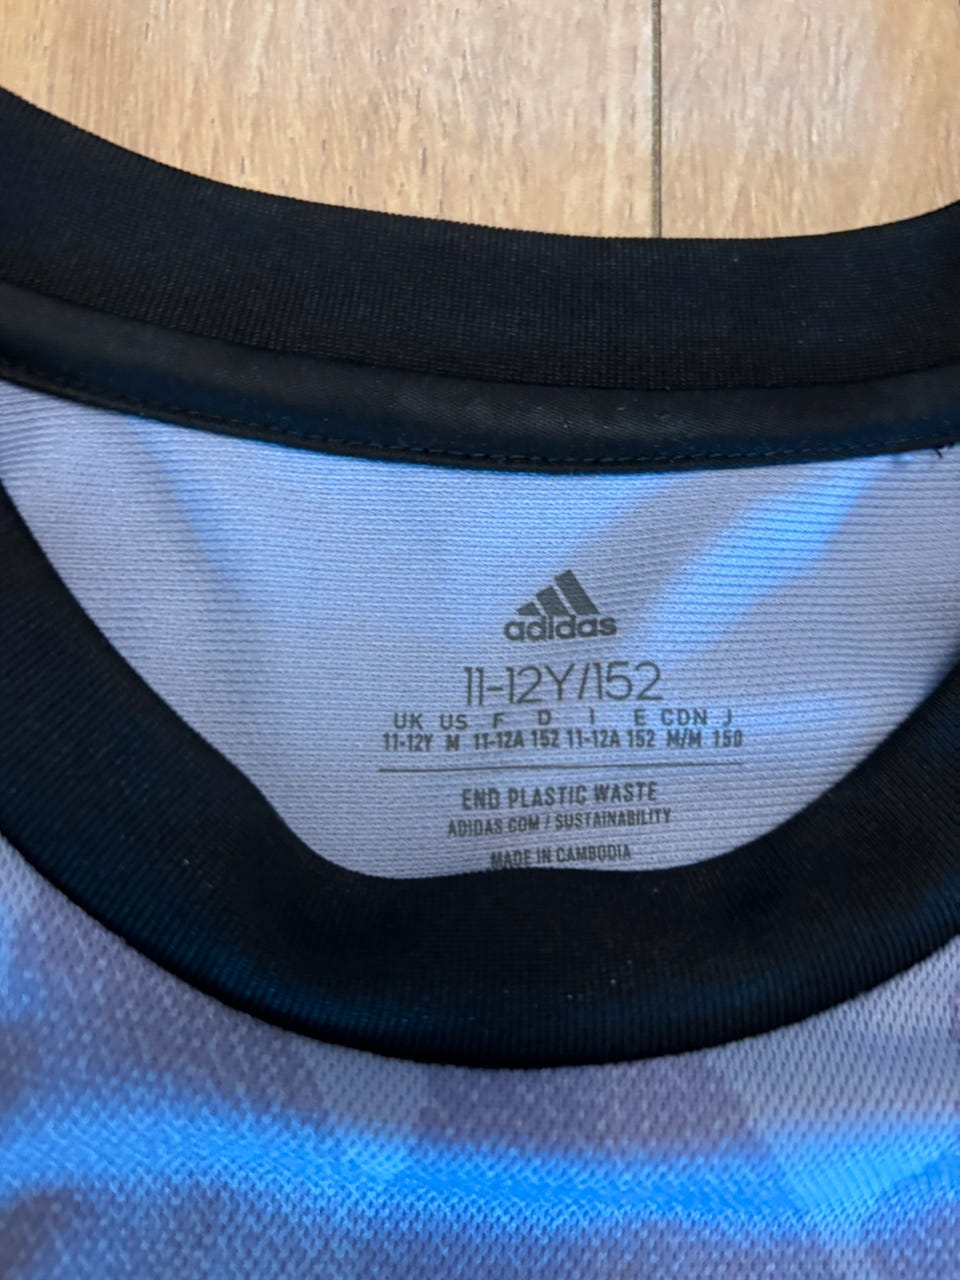 adidas
11-12Y/152
UK US F D I E CDN J
11-12Y M 11-12A 152 11-12A 152 M/M 150
END PLASTIC WASTE
ADIDAS.COM / SUSTAINABILITY
MADE IN CAMBODIA